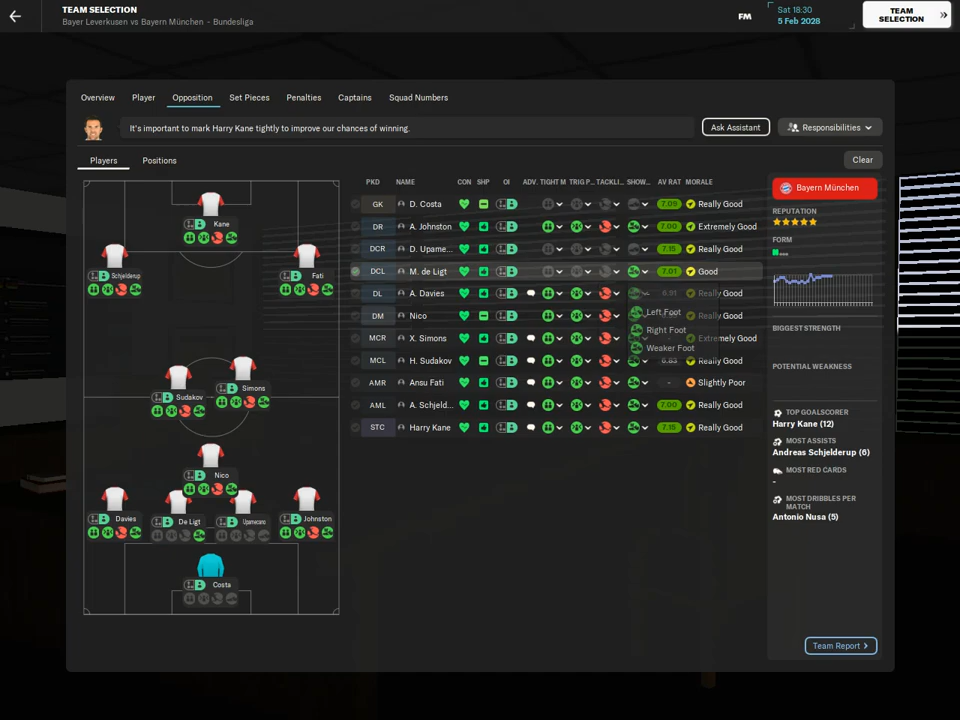 TEAM SELECTION
Bayer Leverkusen vs Bayern München - Bundesliga
FM
Sat 18:30
5 Feb 2028
TEAM
SELECTION
Overview Player Opposition Set Pieces Penalties Captains Squad Numbers
It's important to mark Harry Kane tightly to improve our chances of winning.
Ask Assistant
Responsibilities
Players Positions
Clear
PKD NAME CON SHP OI ADV. TIGHT M TRIG P... TACKLI... SHOW... AV RAT MORALE
GK D. Costa 7.09 Really Good
DR A. Johnston 7.00 Extremely Good
DCR D. Upame... 7.15 Really Good
DCL M. de Ligt 7.01 Good
DL A. Davies 6.91 Really Good
DM Nico Really Good
MCR X. Simons - Extremely Good
MCL H. Sudakov 6.83 Really Good
AMR Ansu Fati - Slightly Poor
AML A. Schjeld... 7.00 Really Good
STC Harry Kane 7.15 Really Good
Left Foot
Right Foot
Weaker Foot
Kane
Schjelderup
Fati
Simons
Sudakov
Nico
Davies
De Ligt
Upamecano
Johnston
Costa
Bayern München
REPUTATION
FORM
BIGGEST STRENGTH
POTENTIAL WEAKNESS
TOP GOALSCORER
Harry Kane (12)
MOST ASSISTS
Andreas Schjelderup (6)
MOST RED CARDS
-
MOST DRIBBLES PER
MATCH
Antonio Nusa (5)
Team Report